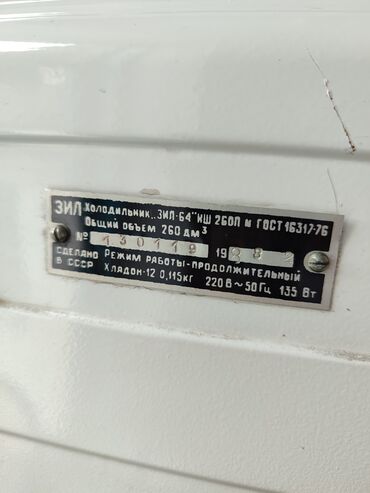 ЗИЛ Холодильник „ЗИЛ-64" КШ 260П м ГОСТ 16317-76
Общий объем 260 дм³
№ 130119 19
СДЕЛАНО В СССР
Режим работы-продолжительный
Хладон-12 0,115кг 220 В ~ 50 Гц 135 Вт